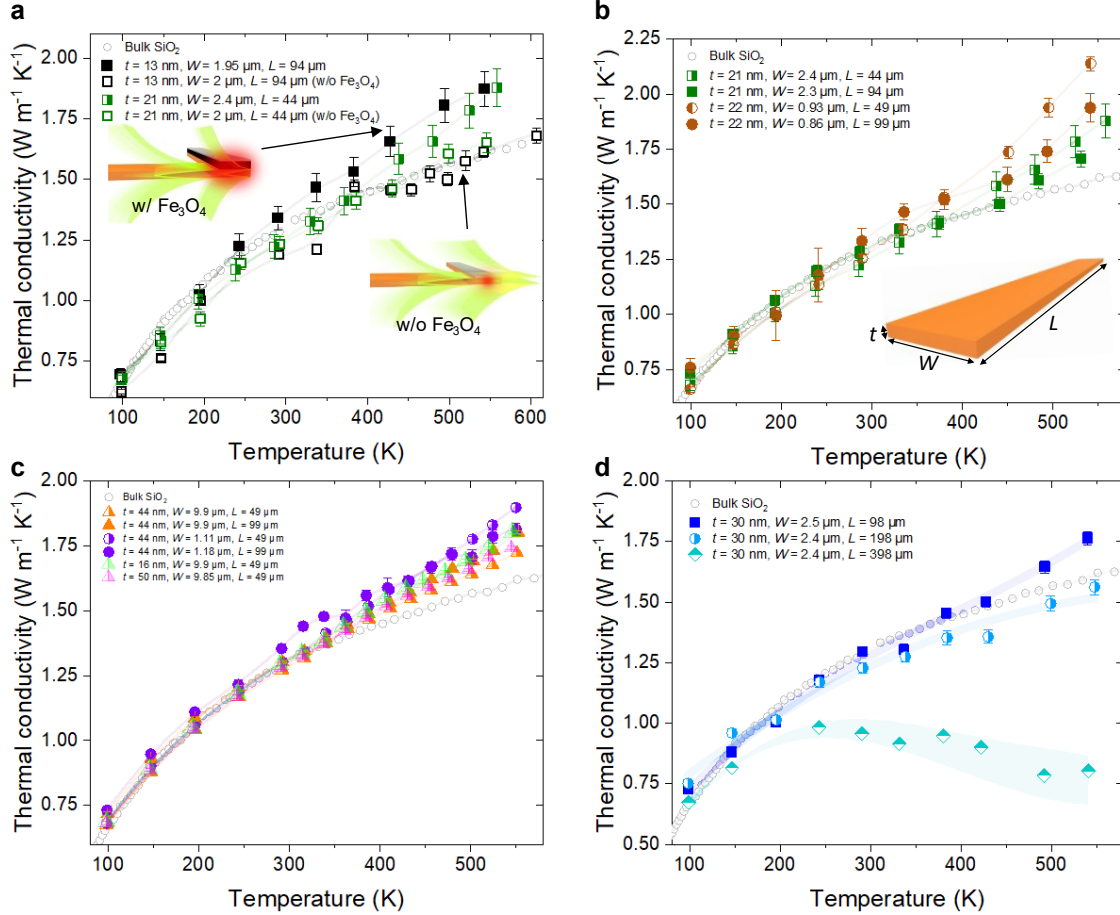 a
Thermal conductivity (W m⁻¹ K⁻¹)
2.00
1.75
1.50
1.25
1.00
0.75
Bulk SiO₂
t = 13 nm, W = 1.95 μm, L = 94 μm
t = 13 nm, W = 2 μm, L = 94 μm (w/o Fe₃O₄)
t = 21 nm, W = 2.4 μm, L = 44 μm
t = 21 nm, W = 2 μm, L = 44 μm (w/o Fe₃O₄)
w/ Fe₃O₄
w/o Fe₃O₄
100 200 300 400 500 600
Temperature (K)
b
Thermal conductivity (W m⁻¹ K⁻¹)
2.25
2.00
1.75
1.50
1.25
1.00
0.75
Bulk SiO₂
t = 21 nm, W = 2.4 μm, L = 44 μm
t = 21 nm, W = 2.3 μm, L = 94 μm
t = 22 nm, W = 0.93 μm, L = 49 μm
t = 22 nm, W = 0.86 μm, L = 99 μm
t
W
L
100 200 300 400 500
Temperature (K)
c
Thermal conductivity (W m⁻¹ K⁻¹)
2.00
1.75
1.50
1.25
1.00
0.75
Bulk SiO₂
t = 44 nm, W = 9.9 μm, L = 49 μm
t = 44 nm, W = 9.9 μm, L = 99 μm
t = 44 nm, W = 1.11 μm, L = 49 μm
t = 44 nm, W = 1.18 μm, L = 99 μm
t = 16 nm, W = 9.9 μm, L = 49 μm
t = 50 nm, W = 9.85 μm, L = 49 μm
100 200 300 400 500
Temperature (K)
d
Thermal conductivity (W m⁻¹ K⁻¹)
2.00
1.75
1.50
1.25
1.00
0.75
0.50
Bulk SiO₂
t = 30 nm, W = 2.5 μm, L = 98 μm
t = 30 nm, W = 2.4 μm, L = 198 μm
t = 30 nm, W = 2.4 μm, L = 398 μm
100 200 300 400 500
Temperature (K)